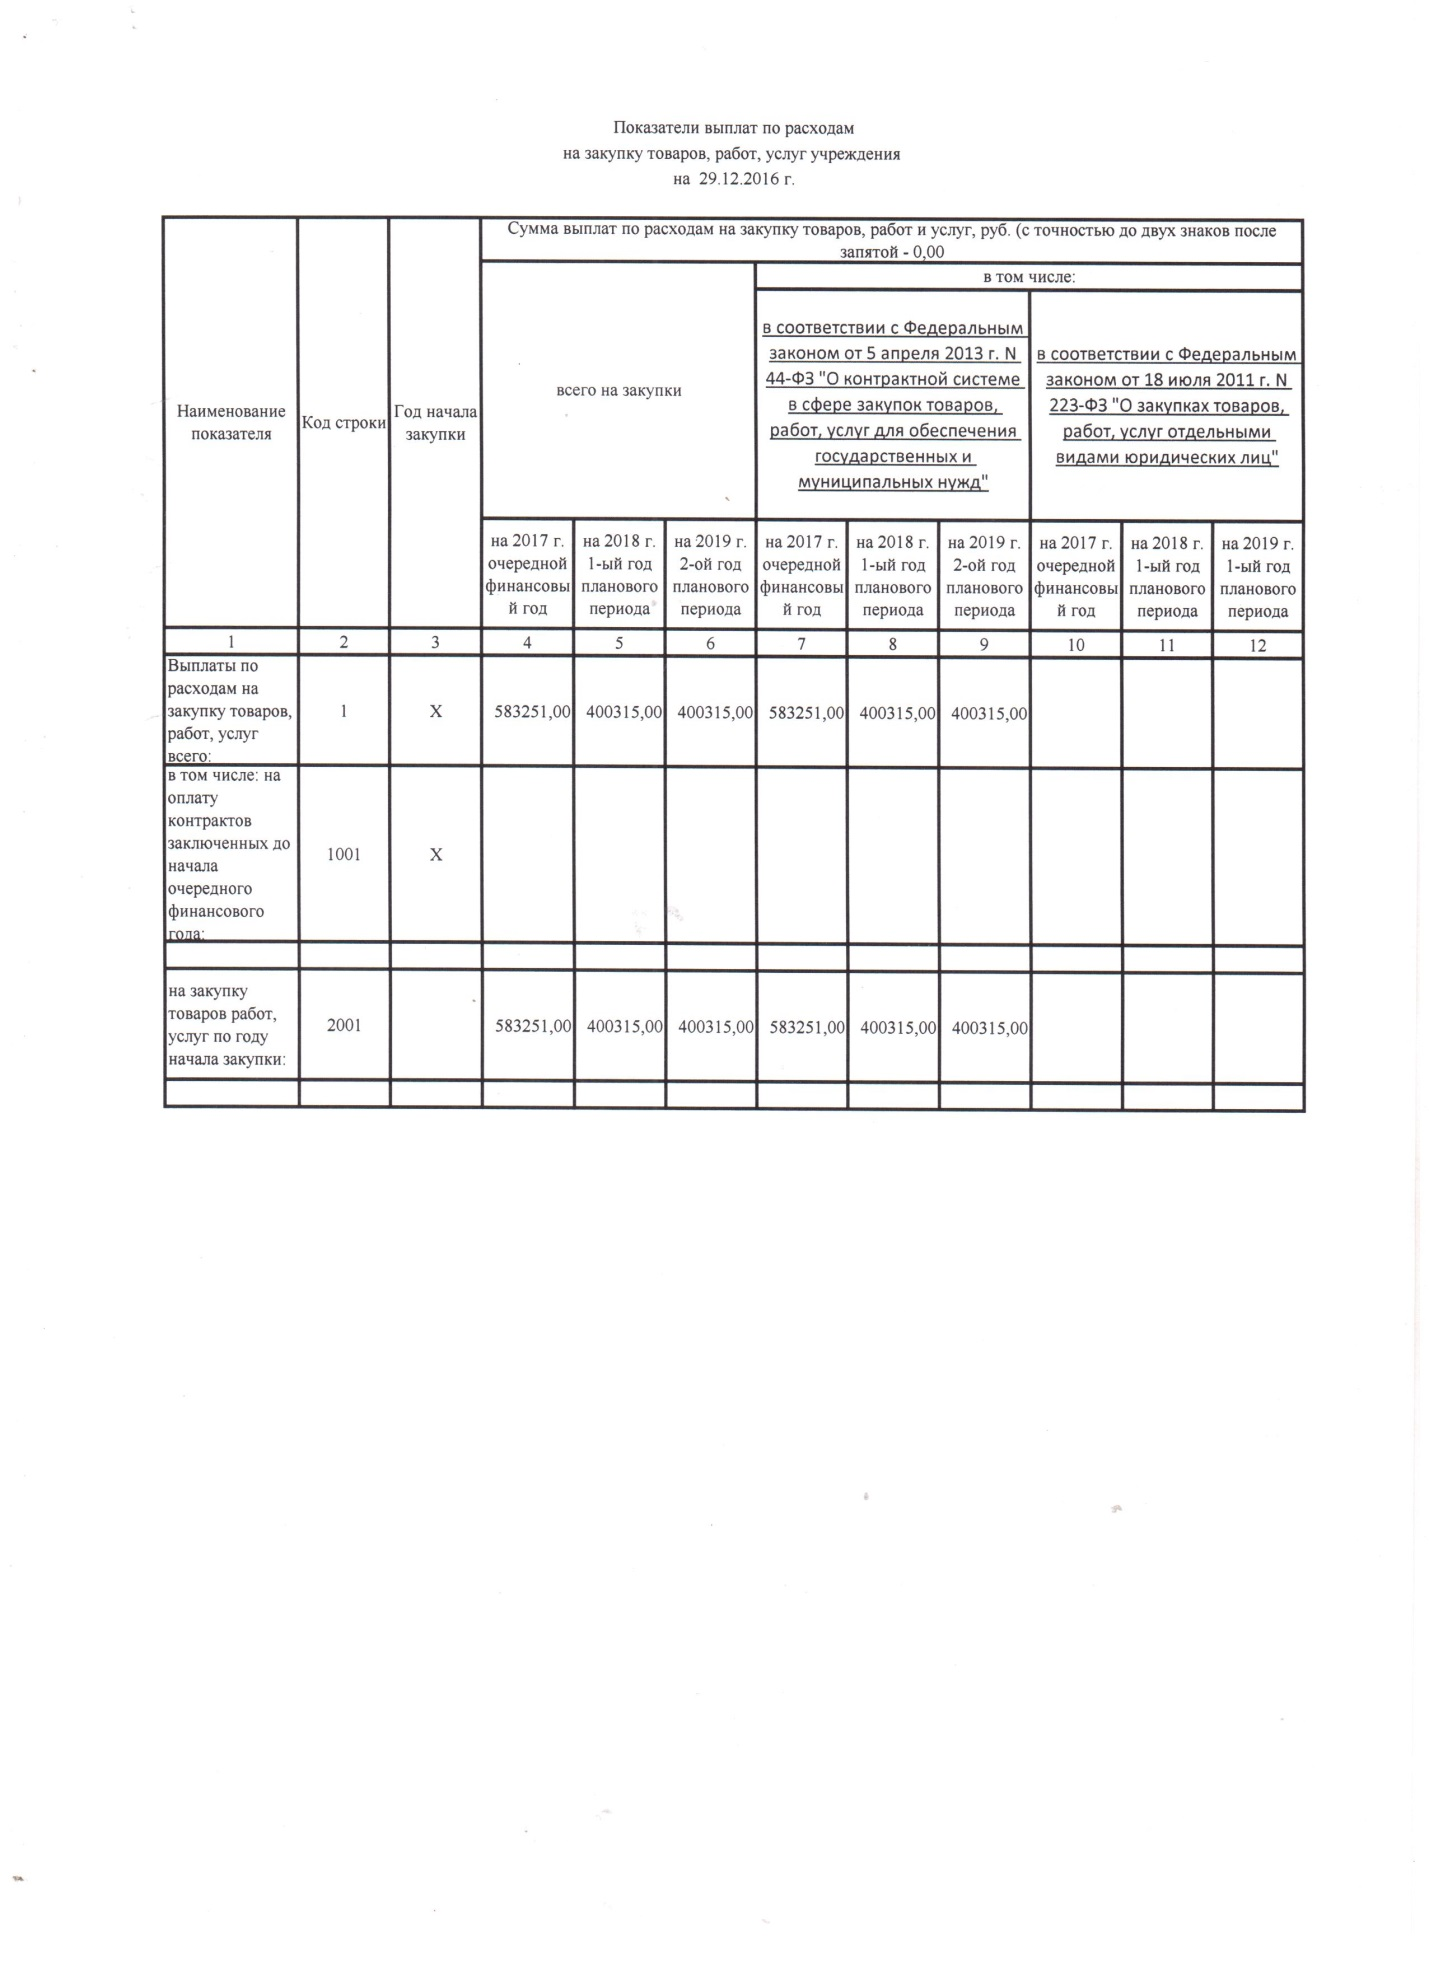 Показатели выплат по расходам
на закупку товаров, работ, услуг учреждения
на 29.12.2016 г.
Наименование
показателя
Код строки
Год начала
закупки
Сумма выплат по расходам на закупку товаров, работ и услуг, руб. (с точностью до двух знаков после
запятой - 0,00
всего на закупки
в том числе:
в соответствии с Федеральным
законом от 5 апреля 2013 г. N
44-ФЗ "О контрактной системе
в сфере закупок товаров,
работ, услуг для обеспечения
государственных и
муниципальных нужд"
в соответствии с Федеральным
законом от 18 июля 2011 г. N
223-ФЗ "О закупках товаров,
работ, услуг отдельными
видами юридических лиц"
на 2017 г.
очередной
финансовы
й год
на 2018 г.
1-ый год
планового
периода
на 2019 г.
2-ой год
планового
периода
на 2017 г.
очередной
финансовы
й год
на 2018 г.
1-ый год
планового
периода
на 2019 г.
2-ой год
планового
периода
на 2017 г.
очередной
финансовы
й год
на 2018 г.
1-ый год
планового
периода
на 2019 г.
1-ый год
планового
периода
1 2 3 4 5 6 7 8 9 10 11 12
Выплаты по
расходам на
закупку товаров,
работ, услуг
всего:
1 X 583251,00 400315,00 400315,00 583251,00 400315,00 400315,00
в том числе: на
оплату
контрактов
заключенных до
начала
очередного
финансового
года:
1001 X
на закупку
товаров работ,
услуг по году
начала закупки:
2001 583251,00 400315,00 400315,00 583251,00 400315,00 400315,00